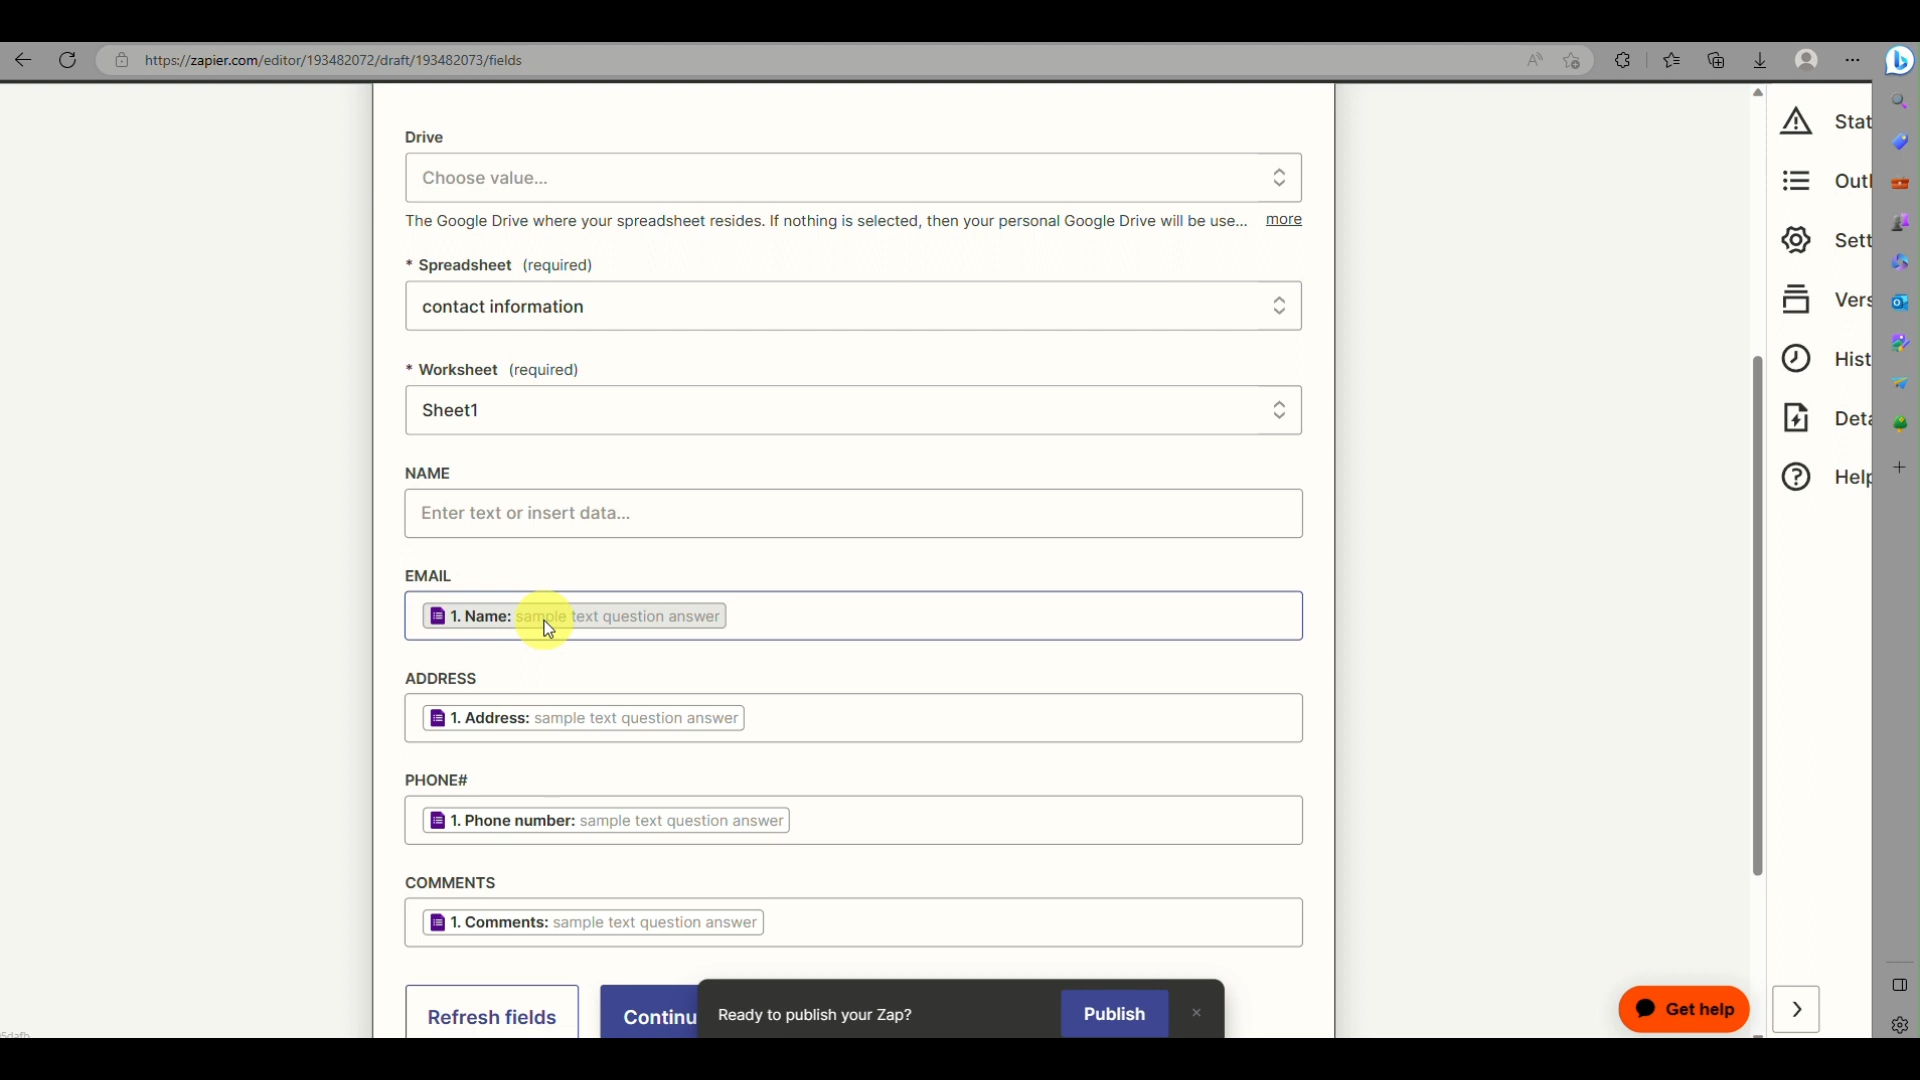 https://zapier.com/editor/193482072/draft/193482073/fields
Drive
Choose value...
The Google Drive where your spreadsheet resides. If nothing is selected, then your personal Google Drive will be use... more
* Spreadsheet (required)
contact information
* Worksheet (required)
Sheet1
NAME
Enter text or insert data...
EMAIL
1. Name: sample text question answer
ADDRESS
1. Address: sample text question answer
PHONE#
1. Phone number: sample text question answer
COMMENTS
1. Comments: sample text question answer
Refresh fields
Continu
Ready to publish your Zap?
Publish
Get help
Stat
Outl
Sett
Vers
Hist
Deta
Help